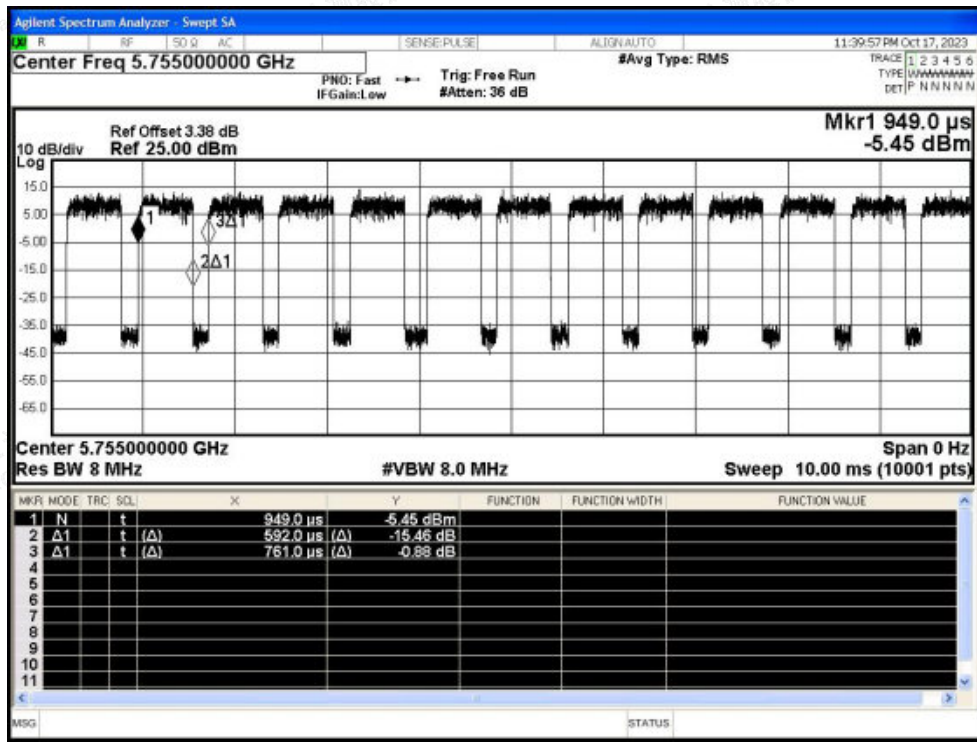 Agilent Spectrum Analyzer - Swept SA
R RF 50 Ω AC SENSE:PULSE ALIGNAUTO 11:39:57 PM Oct 17, 2023
Center Freq 5.755000000 GHz #Avg Type: RMS TRACE 1 2 3 4 5 6
PNO: Fast Trig: Free Run TYPE
IFGain:Low #Atten: 36 dB DET P N N N N N
Ref Offset 3.38 dB Mkr1 949.0 µs
10 dB/div Ref 25.00 dBm -5.45 dBm
Log
15.0
5.00
-5.00
-15.0
-25.0
-35.0
-45.0
-55.0
-65.0
1
3Δ1
2Δ1
Center 5.755000000 GHz Span 0 Hz
Res BW 8 MHz #VBW 8.0 MHz Sweep 10.00 ms (10001 pts)
MKR MODE TRC SCL X Y FUNCTION FUNCTION WIDTH FUNCTION VALUE
1 N t 949.0 µs -5.45 dBm
2 Δ1 t (Δ) 592.0 µs (Δ) -15.46 dB
3 Δ1 t (Δ) 761.0 µs (Δ) -0.88 dB
4
5
6
7
8
9
10
11
MSG STATUS